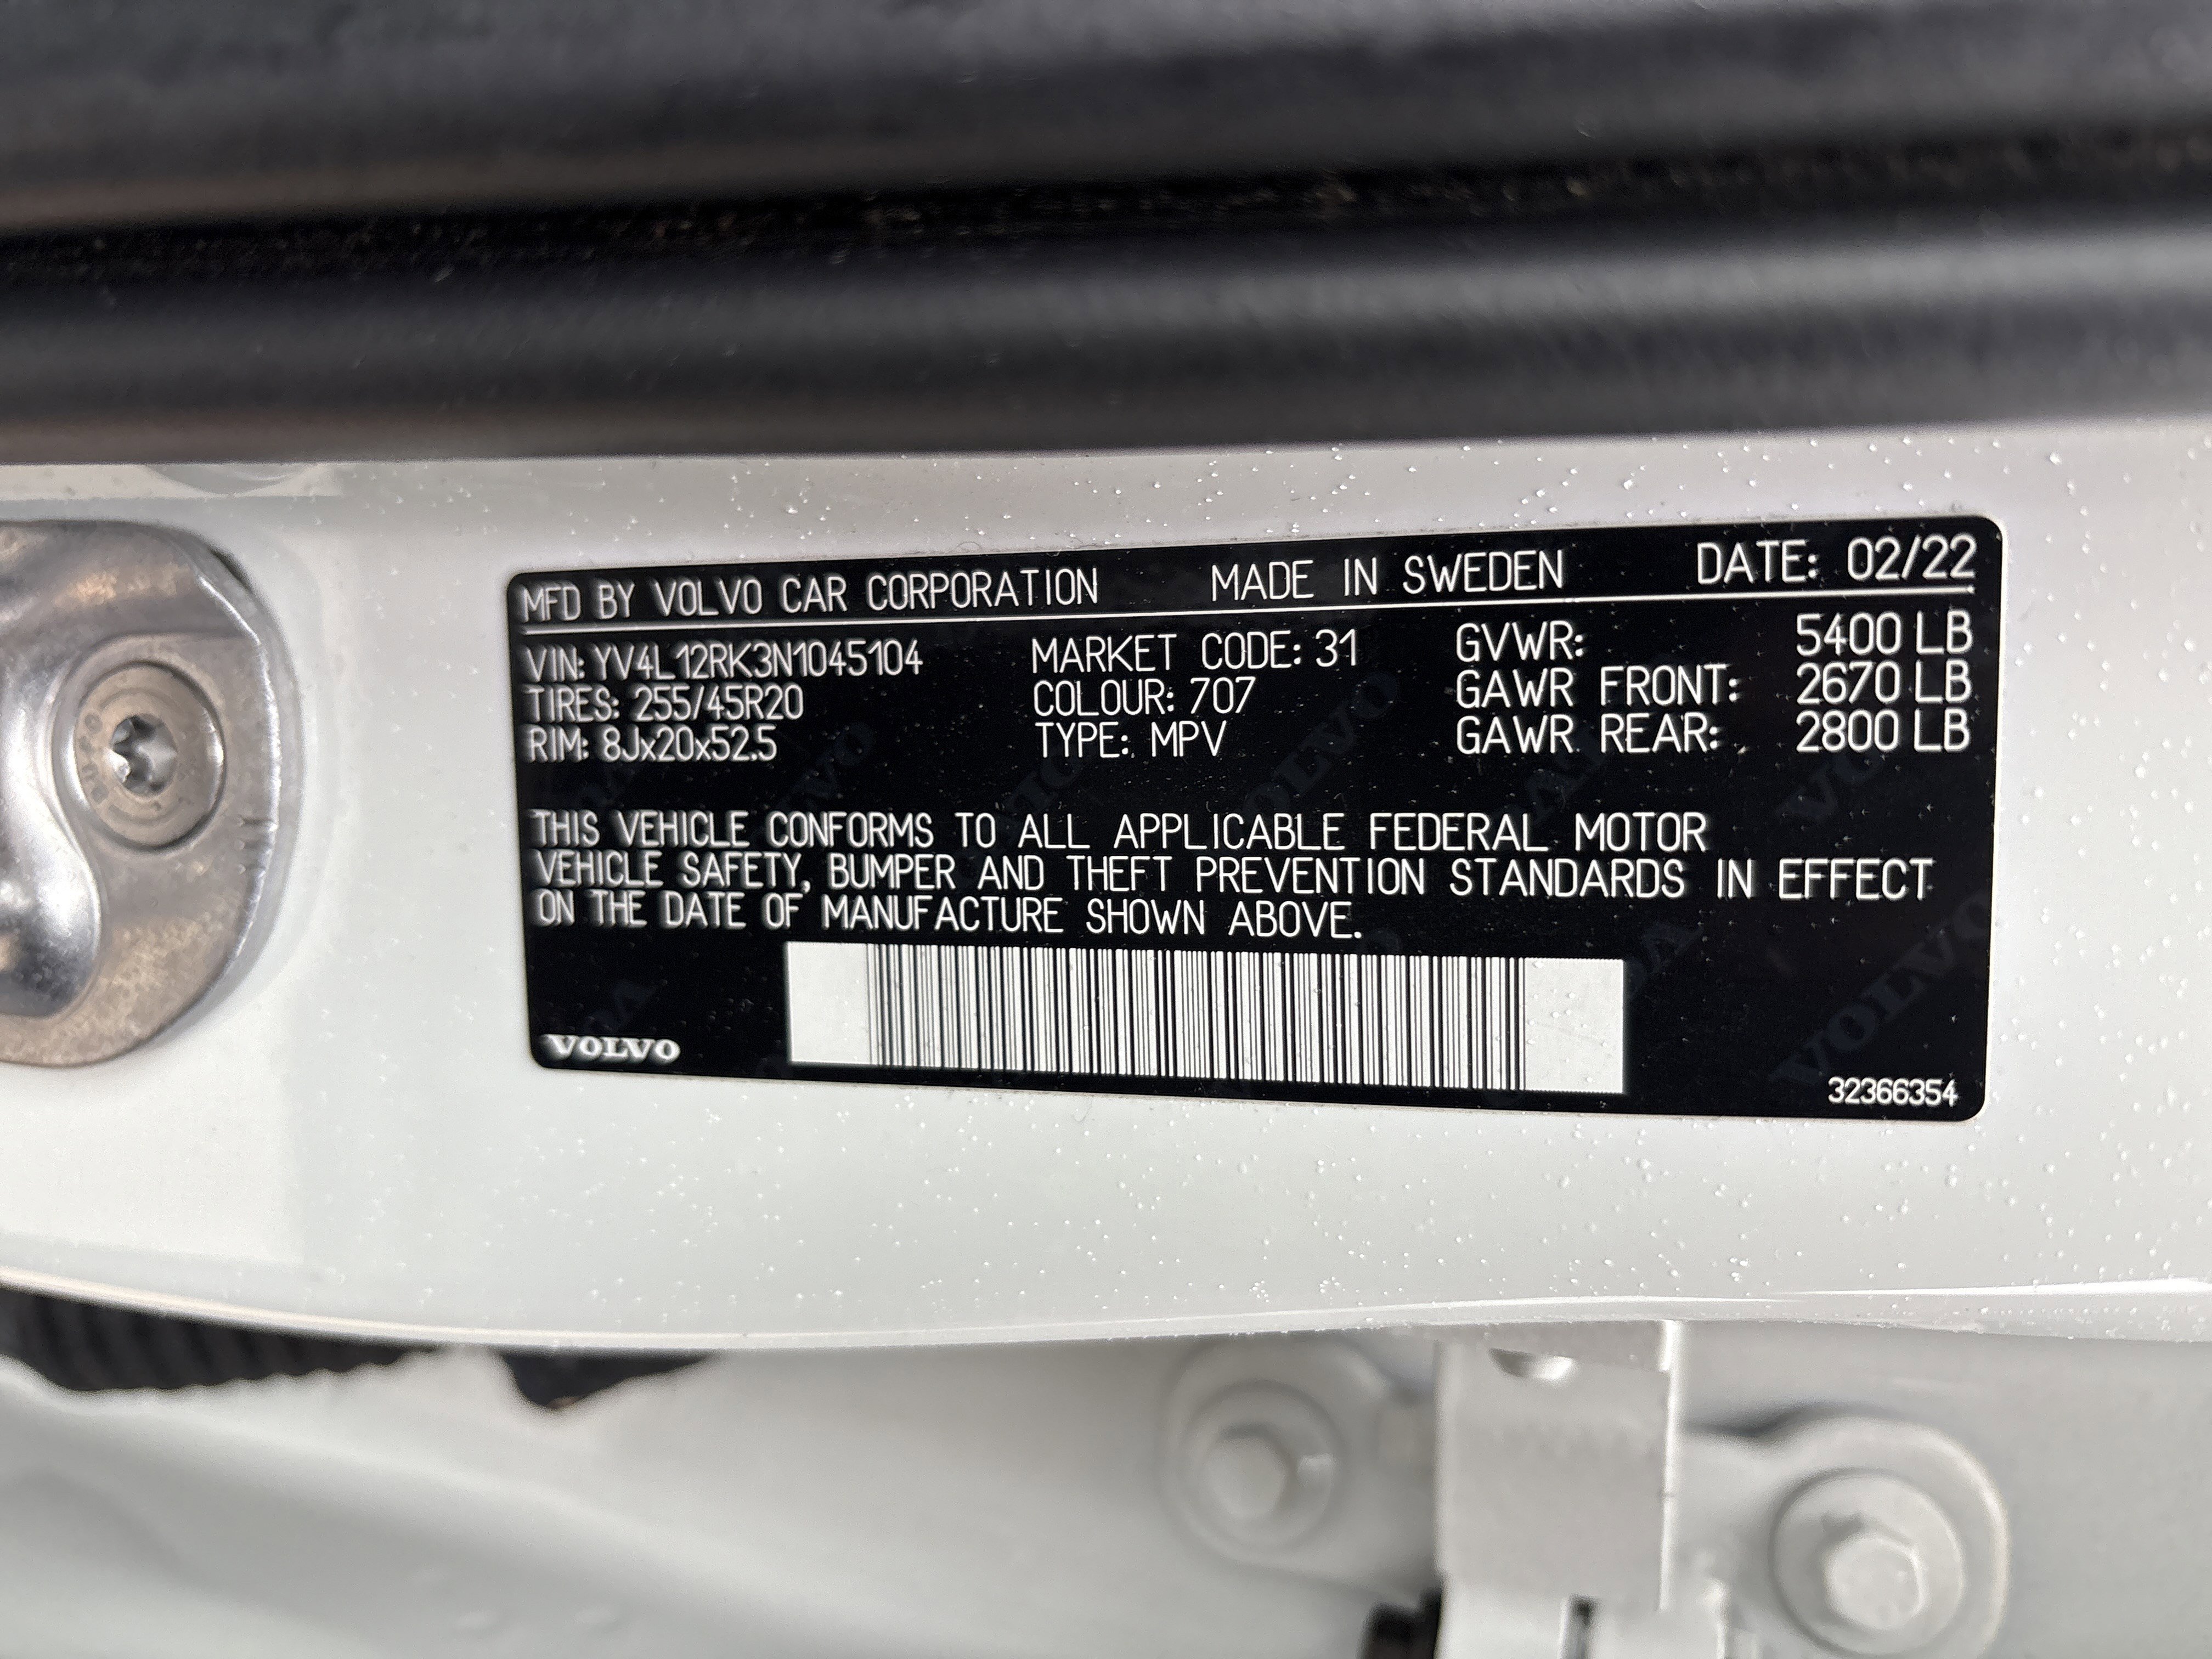 MFD BY VOLVO CAR CORPORATION MADE IN SWEDEN DATE: 02/22
VIN: YV4L12RK3N1045104 MARKET CODE: 31 GVWR: 5400 LB
TIRES: 255/45R20 COLOUR: 707 GAWR FRONT: 2670 LB
RIM: 8Jx20x52.5 TYPE: MPV GAWR REAR: 2800 LB
THIS VEHICLE CONFORMS TO ALL APPLICABLE FEDERAL MOTOR
VEHICLE SAFETY, BUMPER AND THEFT PREVENTION STANDARDS IN EFFECT
ON THE DATE OF MANUFACTURE SHOWN ABOVE.
VOLVO
32366354